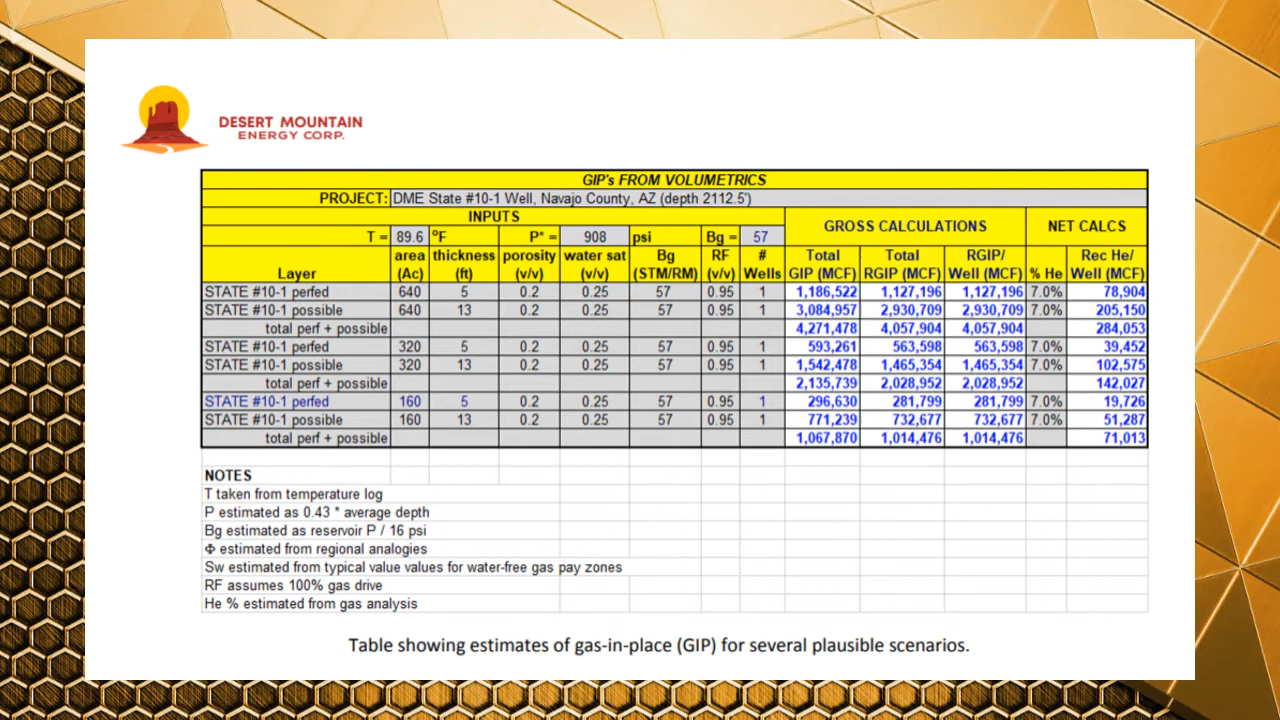 DESERT MOUNTAIN
ENERGY CORP.
GIP's FROM VOLUMETRICS
PROJECT: DME State #10-1 Well, Navajo County, AZ (depth 2112.5')
INPUTS GROSS CALCULATIONS NET CALCS
T = 89.6 °F P* = 908 psi Bg = 57
Layer area (Ac) thickness (ft) porosity (v/v) water sat (v/v) Bg (STM/RM) RF (v/v) # Wells Total GIP (MCF) Total RGIP (MCF) RGIP/ Well (MCF) % He Rec He/ Well (MCF)
STATE #10-1 perfed 640 5 0.2 0.25 57 0.95 1 1,186,522 1,127,196 1,127,196 7.0% 78,904
STATE #10-1 possible 640 13 0.2 0.25 57 0.95 1 3,084,957 2,930,709 2,930,709 7.0% 205,150
total perf + possible 4,271,478 4,057,904 4,057,904 284,053
STATE #10-1 perfed 320 5 0.2 0.25 57 0.95 1 593,261 563,598 563,598 7.0% 39,452
STATE #10-1 possible 320 13 0.2 0.25 57 0.95 1 1,542,478 1,465,354 1,465,354 7.0% 102,575
total perf + possible 2,135,739 2,028,952 2,028,952 142,027
STATE #10-1 perfed 160 5 0.2 0.25 57 0.95 1 296,630 281,799 281,799 7.0% 19,726
STATE #10-1 possible 160 13 0.2 0.25 57 0.95 1 771,239 732,677 732,677 7.0% 51,287
total perf + possible 1,067,870 1,014,476 1,014,476 71,013
NOTES
T taken from temperature log
P estimated as 0.43 * average depth
Bg estimated as reservoir P / 16 psi
Φ estimated from regional analogies
Sw estimated from typical value values for water-free gas pay zones
RF assumes 100% gas drive
He % estimated from gas analysis
Table showing estimates of gas-in-place (GIP) for several plausible scenarios.